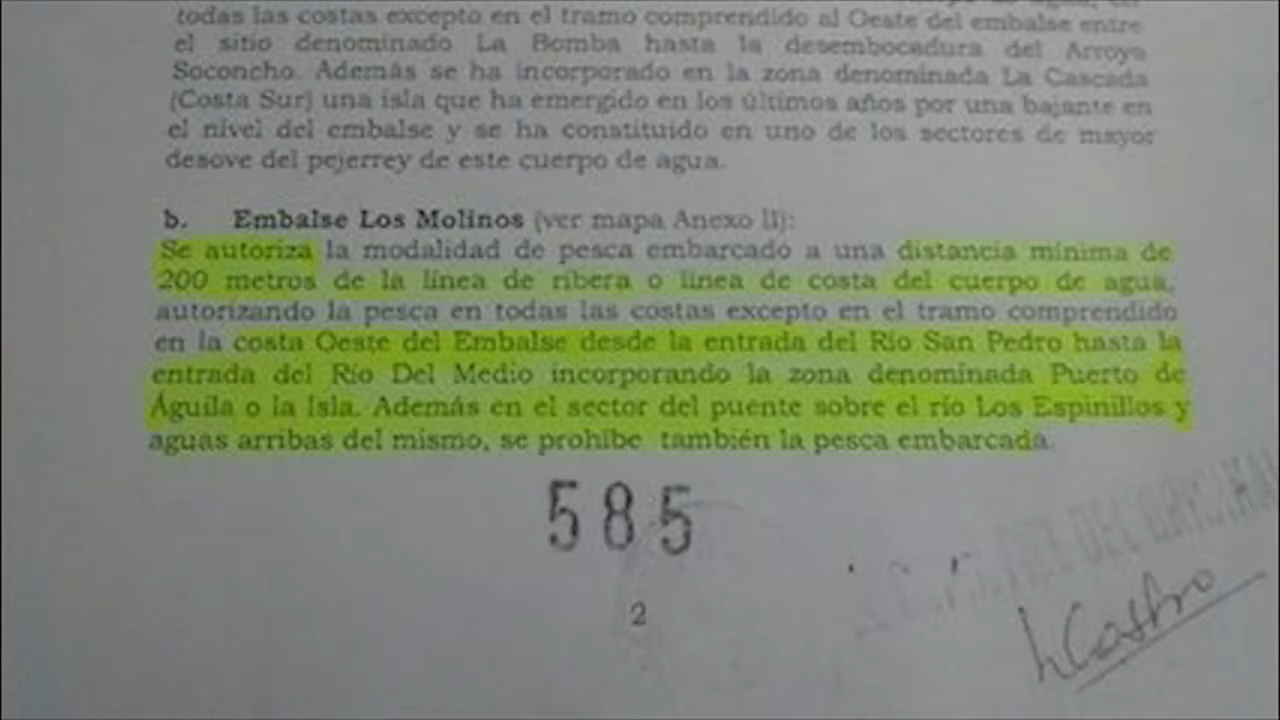 todas las costas excepto en el tramo comprendido al Oeste del embalse entre
el sitio denominado La Bomba hasta la desembocadura del Arroyo
Soconcho. Además se ha incorporado en la zona denominada La Cascada
(Costa Sur) una isla que ha emergido en los últimos años por una bajante en
el nivel del embalse y se ha constituido en uno de los sectores de mayor
desove del pejerrey de este cuerpo de agua.
b. Embalse Los Molinos (ver mapa Anexo II):
Se autoriza la modalidad de pesca embarcado a una distancia mínima de
200 metros de la línea de ribera o línea de costa del cuerpo de agua,
autorizando la pesca en todas las costas excepto en el tramo comprendido
en la costa Oeste del Embalse desde la entrada del Río San Pedro hasta la
entrada del Río Del Medio incorporando la zona denominada Puerto de
Águila o la Isla. Además en el sector del puente sobre el río Los Espinillos y
aguas arribas del mismo, se prohíbe también la pesca embarcada.
585
2
DEL ORIGINAL
LCastro